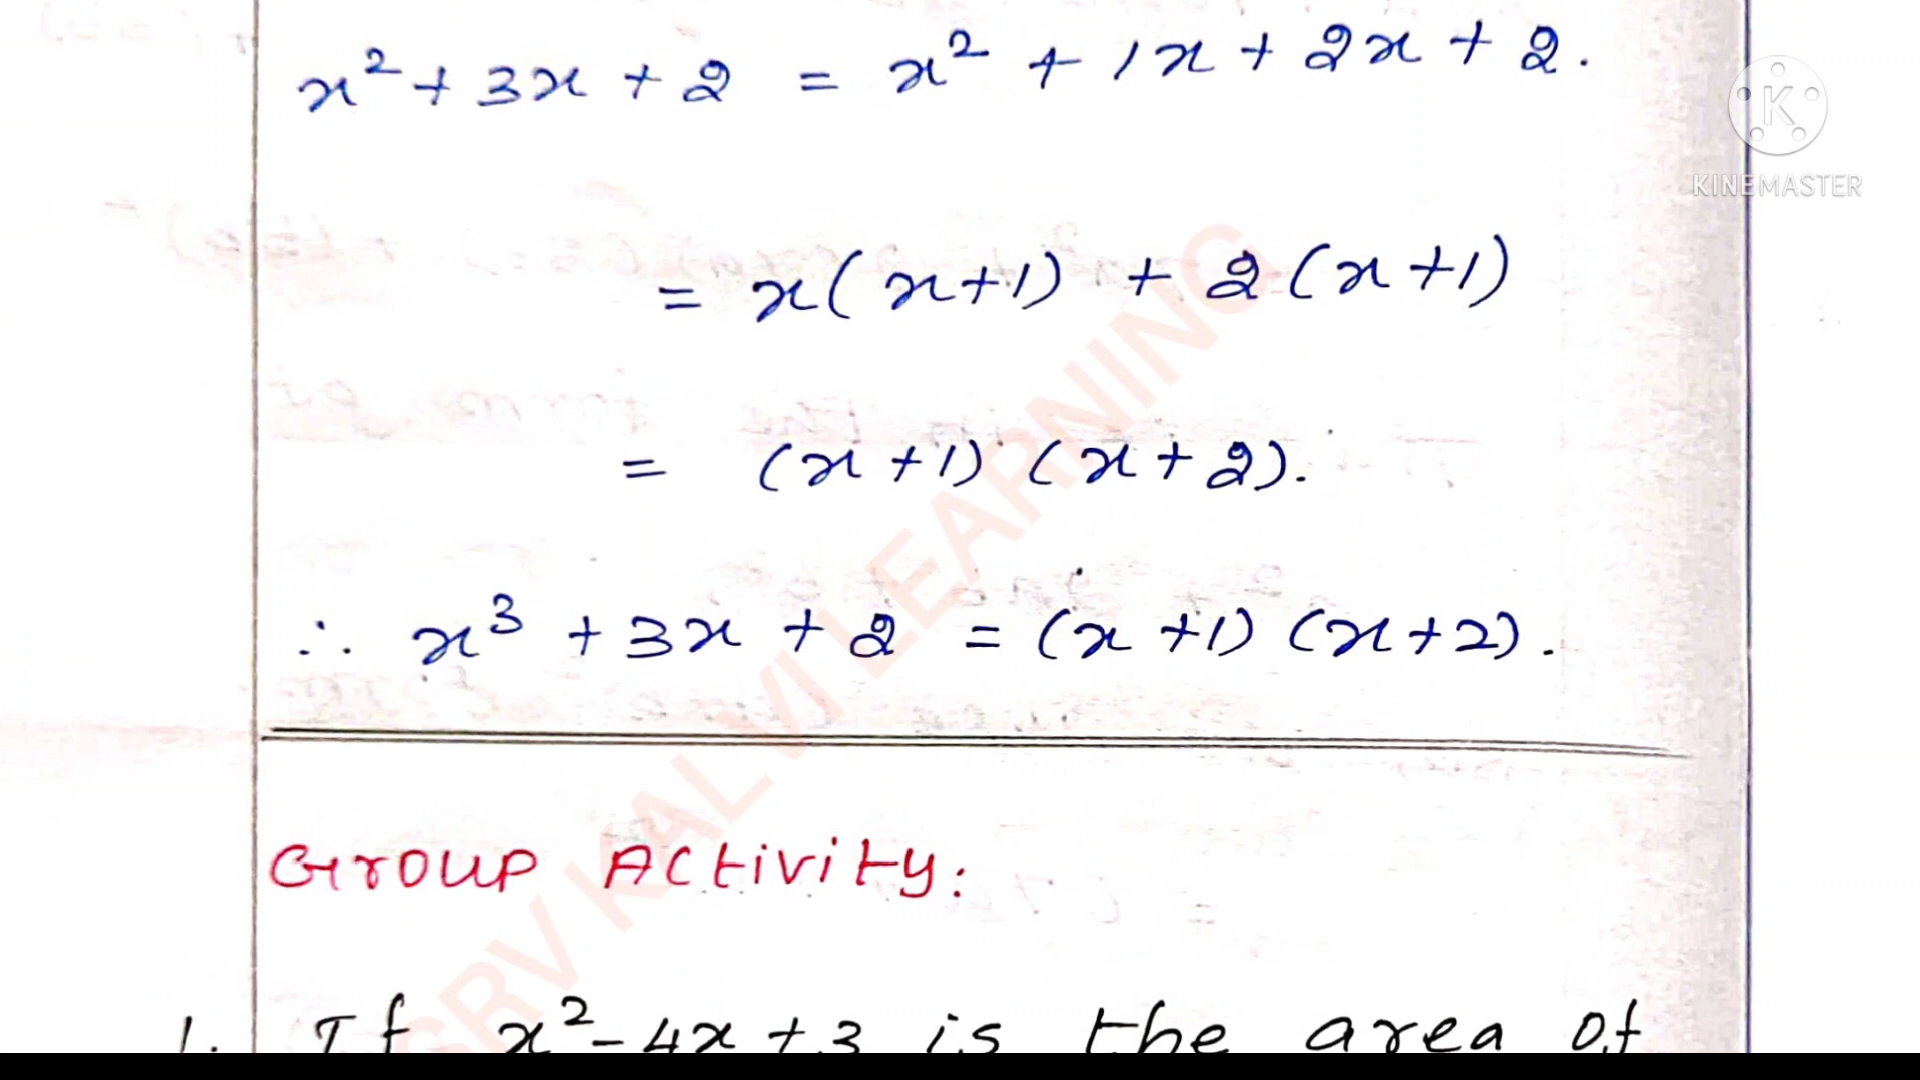 x² + 3x + 2 = x² + 1x + 2x + 2.
K
KINEMASTER
= x(x+1) + 2(x+1)
= (x+1) (x+2).
∴ x³ + 3x + 2 = (x+1) (x+2).
GROUP ACtivity:
1. If x² - 4x + 3 is the area of
SRV KALVI LEARNING